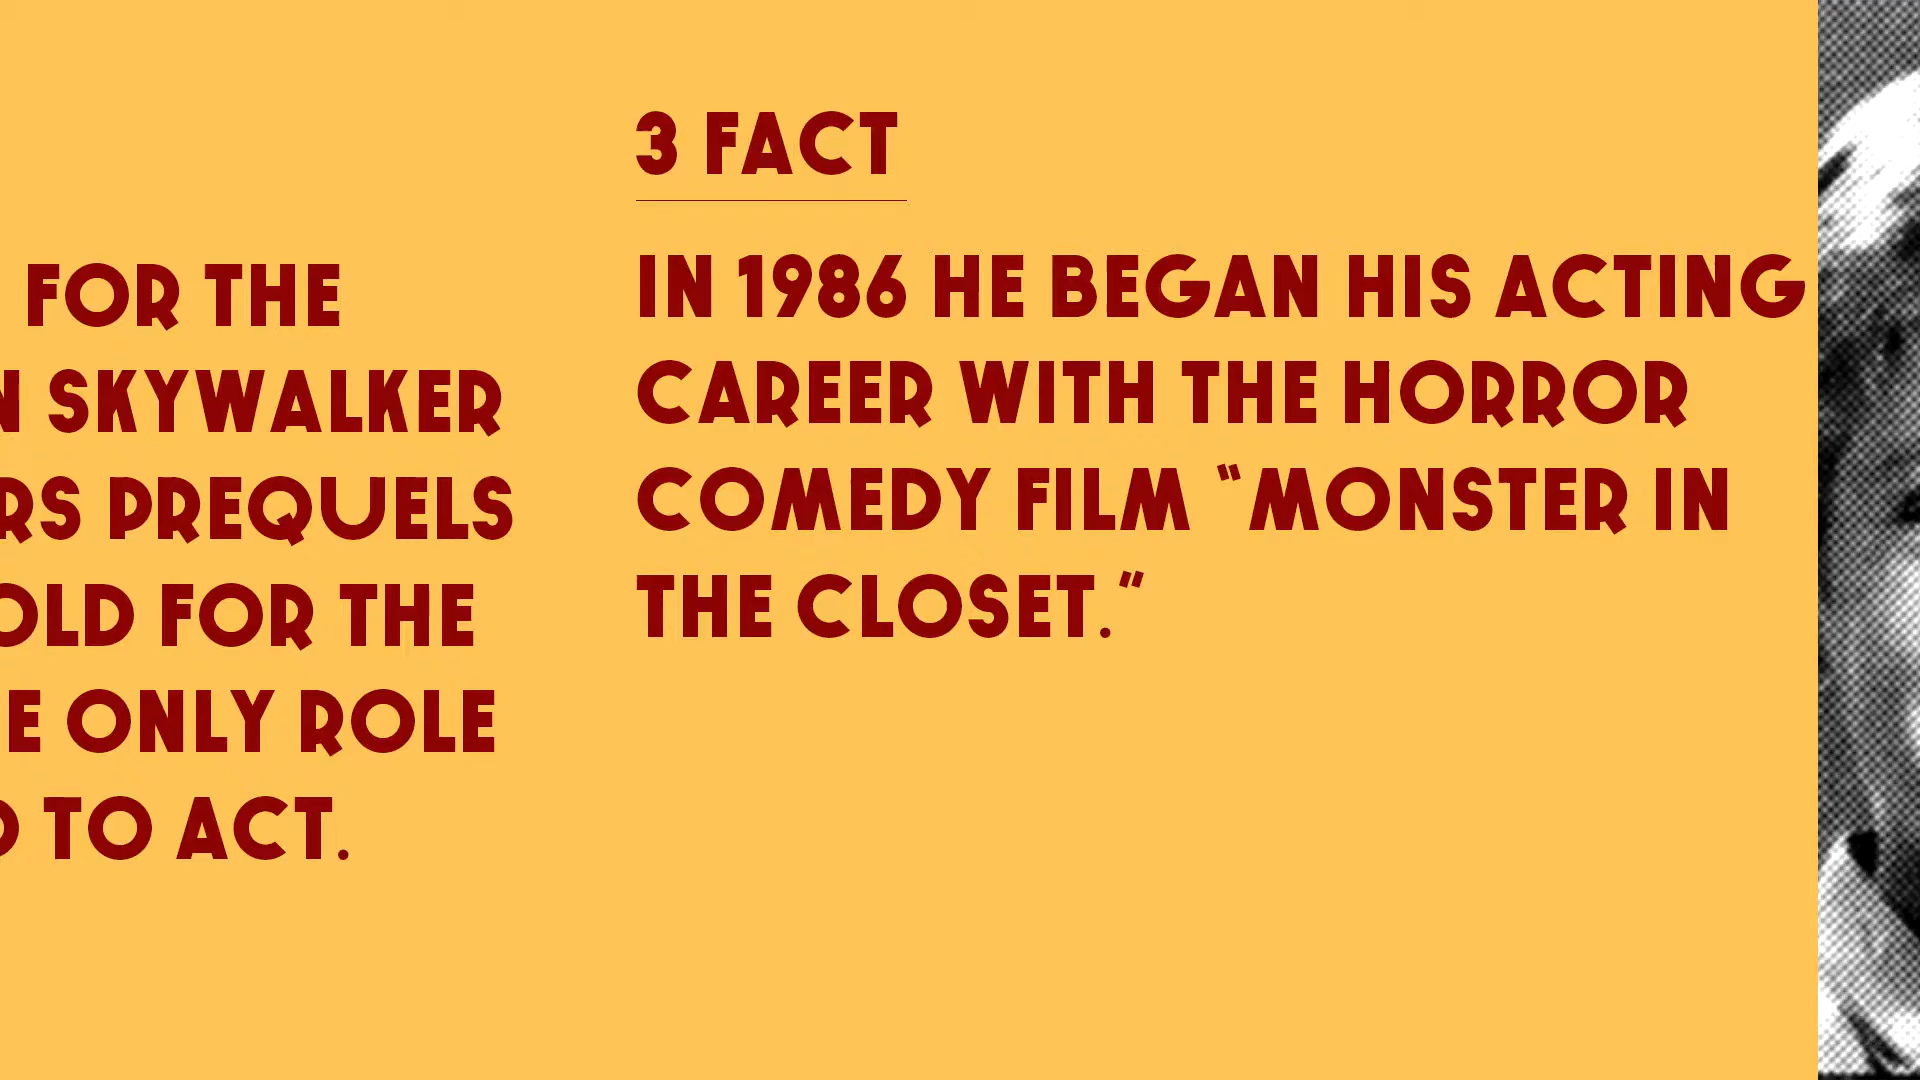 FOR THE
SKYWALKER
PREQUELS
FOR THE
ONLY ROLE
TO ACT.
3 FACT
IN 1986 HE BEGAN HIS ACTING
CAREER WITH THE HORROR
COMEDY FILM “MONSTER IN
THE CLOSET.”